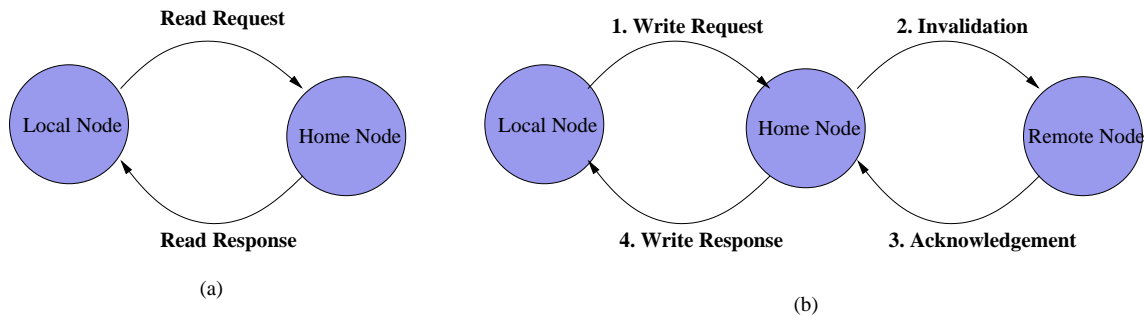 Read Request
Local Node
Home Node
Read Response
(a)
1. Write Request
2. Invalidation
Local Node
Home Node
Remote Node
4. Write Response
3. Acknowledgement
(b)